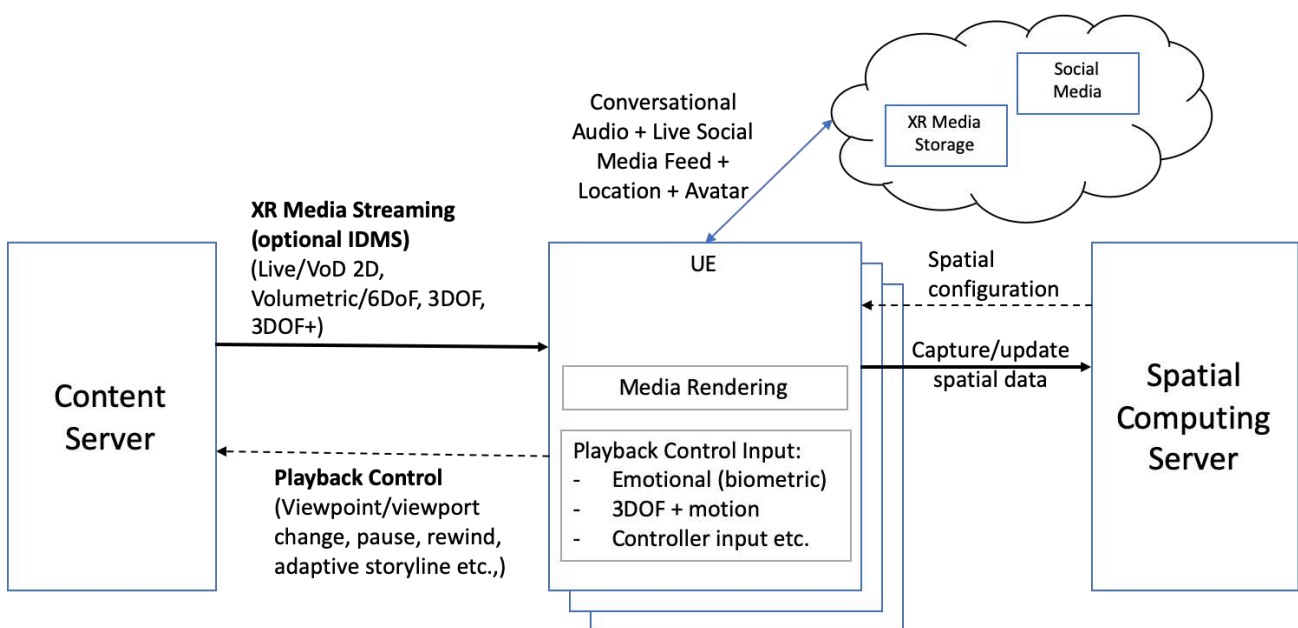 Social
Media
XR Media
Storage
Conversational
Audio + Live Social
Media Feed +
Location + Avatar
XR Media Streaming
(optional IDMS)
(Live/VoD 2D,
Volumetric/6DoF, 3DOF,
3DOF+)
Content
Server
Playback Control
(Viewpoint/viewport
change, pause, rewind,
adaptive storyline etc.,)
UE
Media Rendering
Playback Control Input:
- Emotional (biometric)
- 3DOF + motion
- Controller input etc.
Spatial
configuration
Capture/update
spatial data
Spatial
Computing
Server